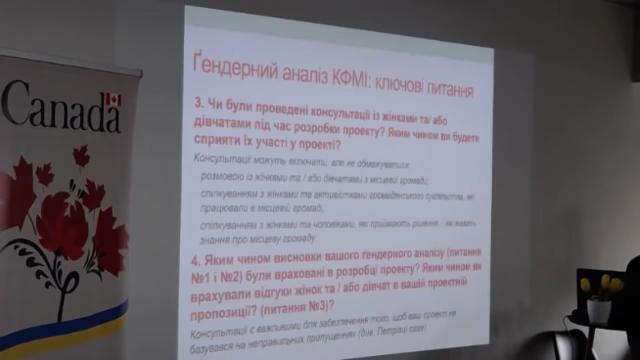 Canada
Ґендерний аналіз КФМІ: ключові питання
3. Чи були проведені консультації із жінками та/ або
дівчатами під час розробки проекту? Яким чином ви будете
сприяти їх участі у проекті?
Консультації можуть включати, але не обмежуватися:
розмовою із жінками та / або дівчатами з місцевої громади;
спілкуванням з жінками та активістками громадянського суспільства, які
працювали в місцевій громаді;
спілкуванням з жінками та чоловіками, які приймають рішення і які мають
знання про місцеву громаду.
4. Яким чином висновки вашого ґендерного аналізу (питання
№1 і №2) були враховані в розробці проекту? Яким чином ви
врахували відгуки жінок та / або дівчат в вашій проектній
пропозиції? (питання №3)?
Консультації є важливими для забезпечення того, щоб ваш проект не
базувався на неправильних припущеннях (див. Петриці case)